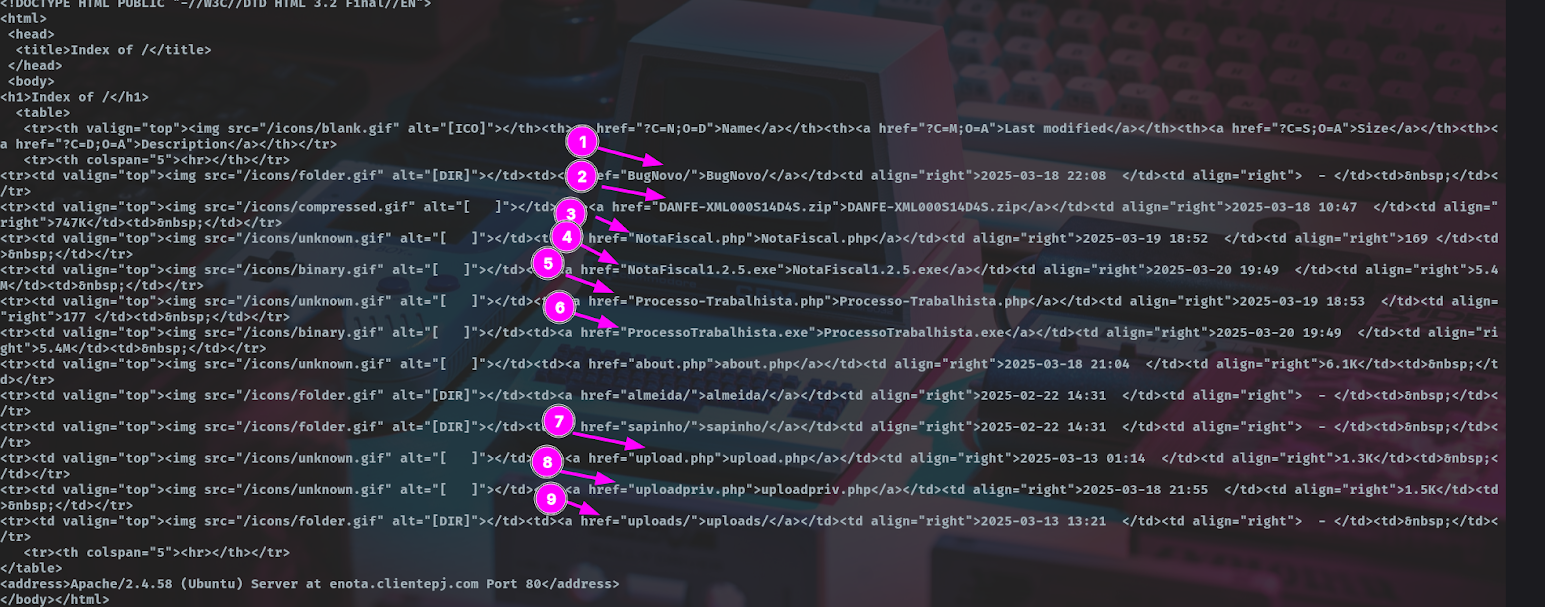 <!DOCTYPE HTML PUBLIC "-//W3C//DTD HTML 3.2 Final//EN">
<html>
<head>
<title>Index of /</title>
</head>
<body>
<h1>Index of /</h1>
<table>
<tr><th valign="top"><img src="/icons/blank.gif" alt="[ICO]"></th><th> href="?C=N;O=D">Name</a></th><th><a href="?C=M;O=A">Last modified</a></th><th><a href="?C=S;O=A">Size</a></th><th><
a href="?C=D;O=A">Description</a></th></tr>
1
<tr><th colspan="5"><hr></th></tr>
<tr><td valign="top"><img src="/icons/folder.gif" alt="[DIR]"></td><td>< ef="BugNovo/">BugNovo/</a></td><td align="right">2025-03-18 22:08  </td><td align="right">  - </td><td>&nbsp;</td><
2
/tr>
<tr><td valign="top"><img src="/icons/compressed.gif" alt="[   ]"></td> <a href="DANFE-XML000S14D4S.zip">DANFE-XML000S14D4S.zip</a></td><td align="right">2025-03-18 10:47  </td><td align="
3
right">747K</td><td>&nbsp;</td></tr>
<tr><td valign="top"><img src="/icons/unknown.gif" alt="[   ]"></td><t href="NotaFiscal.php">NotaFiscal.php</a></td><td align="right">2025-03-19 18:52  </td><td align="right">169 </td><td
4
>&nbsp;</td></tr>
<tr><td valign="top"><img src="/icons/binary.gif" alt="[   ]"></td><td a href="NotaFiscal1.2.5.exe">NotaFiscal1.2.5.exe</a></td><td align="right">2025-03-20 19:49  </td><td align="right">5.4
5
M</td><td>&nbsp;</td></tr>
<tr><td valign="top"><img src="/icons/unknown.gif" alt="[   ]"></td><t a href="Processo-Trabalhista.php">Processo-Trabalhista.php</a></td><td align="right">2025-03-19 18:53  </td><td align=
6
"right">177 </td><td>&nbsp;</td></tr>
<tr><td valign="top"><img src="/icons/binary.gif" alt="[   ]"></td><td><a href="ProcessoTrabalhista.exe">ProcessoTrabalhista.exe</a></td><td align="right">2025-03-20 19:49  </td><td align="ri
ght">5.4M</td><td>&nbsp;</td></tr>
<tr><td valign="top"><img src="/icons/unknown.gif" alt="[   ]"></td><td><a href="about.php">about.php</a></td><td align="right">2025-03-18 21:04  </td><td align="right">6.1K</td><td>&nbsp;</t
d></tr>
<tr><td valign="top"><img src="/icons/folder.gif" alt="[DIR]"></td><td><a href="almeida/">almeida/</a></td><td align="right">2025-02-22 14:31  </td><td align="right">  - </td><td>&nbsp;</td><
/tr>
<tr><td valign="top"><img src="/icons/folder.gif" alt="[DIR]"></td><td> href="sapinho/">sapinho/</a></td><td align="right">2025-02-22 14:31  </td><td align="right">  - </td><td>&nbsp;</td><
7
/tr>
<tr><td valign="top"><img src="/icons/unknown.gif" alt="[   ]"></td> <a href="upload.php">upload.php</a></td><td align="right">2025-03-13 01:14  </td><td align="right">1.3K</td><td>&nbsp;<
8
/td></tr>
<tr><td valign="top"><img src="/icons/unknown.gif" alt="[   ]"></td> <a href="uploadpriv.php">uploadpriv.php</a></td><td align="right">2025-03-18 21:55  </td><td align="right">1.5K</td><td
9
>&nbsp;</td></tr>
<tr><td valign="top"><img src="/icons/folder.gif" alt="[DIR]"></td><td><a href="uploads/">uploads/</a></td><td align="right">2025-03-13 13:21  </td><td align="right">  - </td><td>&nbsp;</td><
/tr>
<tr><th colspan="5"><hr></th></tr>
</table>
<address>Apache/2.4.58 (Ubuntu) Server at enota.clientepj.com Port 80</address>
</body></html>